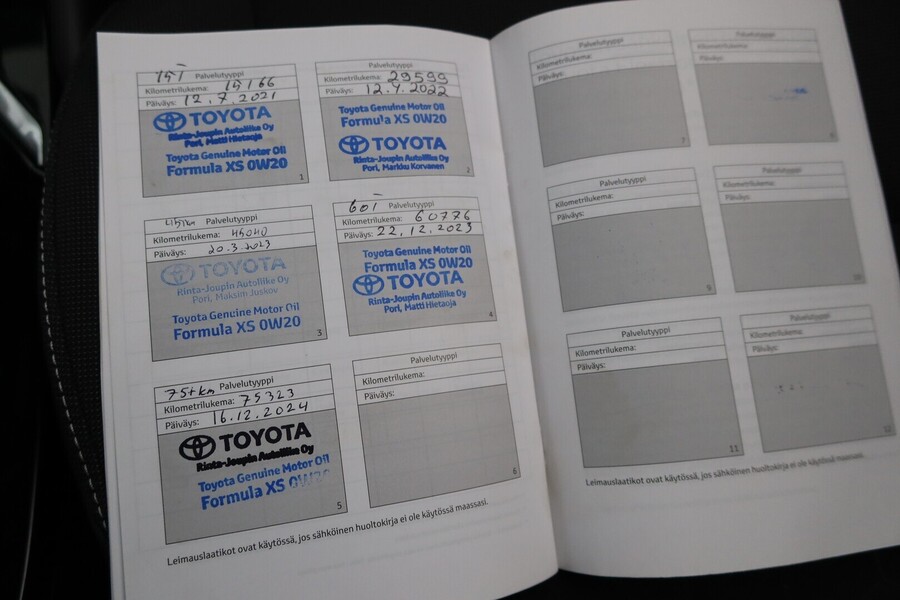 15T Palvelutyyppi
Kilometrilukema: 15166
Päiväys: 12.7.2021
TOYOTA
Rinta-Joupin Autoliike Oy
Pori, Matti Hietaoja
Toyota Genuine Motor Oil
Formula XS 0W20
1
Palvelutyyppi
Kilometrilukema: 29599
Päiväys: 12.9.2022
Toyota Genuine Motor Oil
Formula XS 0W20
TOYOTA
Rinta-Joupin Autoliike Oy
Pori, Markku Korvanen
2
45tkm Palvelutyyppi
Kilometrilukema: 45040
Päiväys: 20.3.2023
TOYOTA
Rinta-Joupin Autoliike Oy
Pori, Maksim Juskov
Toyota Genuine Motor Oil
Formula XS 0W20
3
60T Palvelutyyppi
Kilometrilukema: 60776
Päiväys: 22.12.2023
Toyota Genuine Motor Oil
Formula XS 0W20
TOYOTA
Rinta-Joupin Autoliike Oy
Pori, Matti Hietaoja
4
75tkm Palvelutyyppi
Kilometrilukema: 75323
Päiväys: 16.12.2024
TOYOTA
Rinta-Joupin Autoliike Oy
Toyota Genuine Motor Oil
Formula XS 0W20
5
Palvelutyyppi
Kilometrilukema:
Päiväys:
6
Leimauslaatikot ovat käytössä, jos sähköinen huoltokirja ei ole käytössä maassasi.
Palvelutyyppi
Kilometrilukema:
Päiväys:
7
Palvelutyyppi
Kilometrilukema:
Päiväys:
Palvelutyyppi
Kilometrilukema:
Päiväys:
9
Palvelutyyppi
Kilometrilukema:
Päiväys:
10
Palvelutyyppi
Kilometrilukema:
Päiväys:
11
Palvelutyyppi
Kilometrilukema:
Päiväys:
12
Leimauslaatikot ovat käytössä, jos sähköinen huoltokirja ei ole käytössä maassasi.